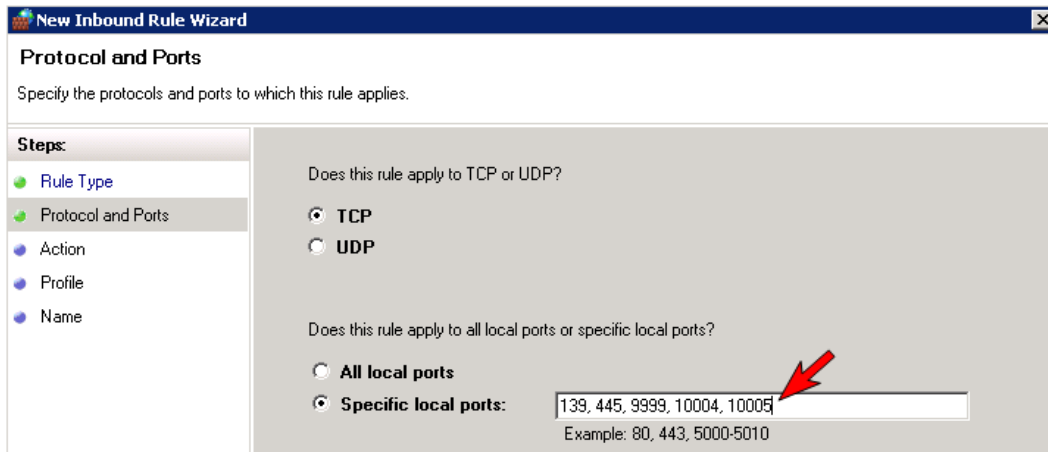 New Inbound Rule Wizard
Protocol and Ports
Specify the protocols and ports to which this rule applies.
Steps:
Rule Type
Protocol and Ports
Action
Profile
Name
Does this rule apply to TCP or UDP?
TCP
UDP
Does this rule apply to all local ports or specific local ports?
All local ports
Specific local ports: 139, 445, 9999, 10004, 10005
Example: 80, 443, 5000-5010